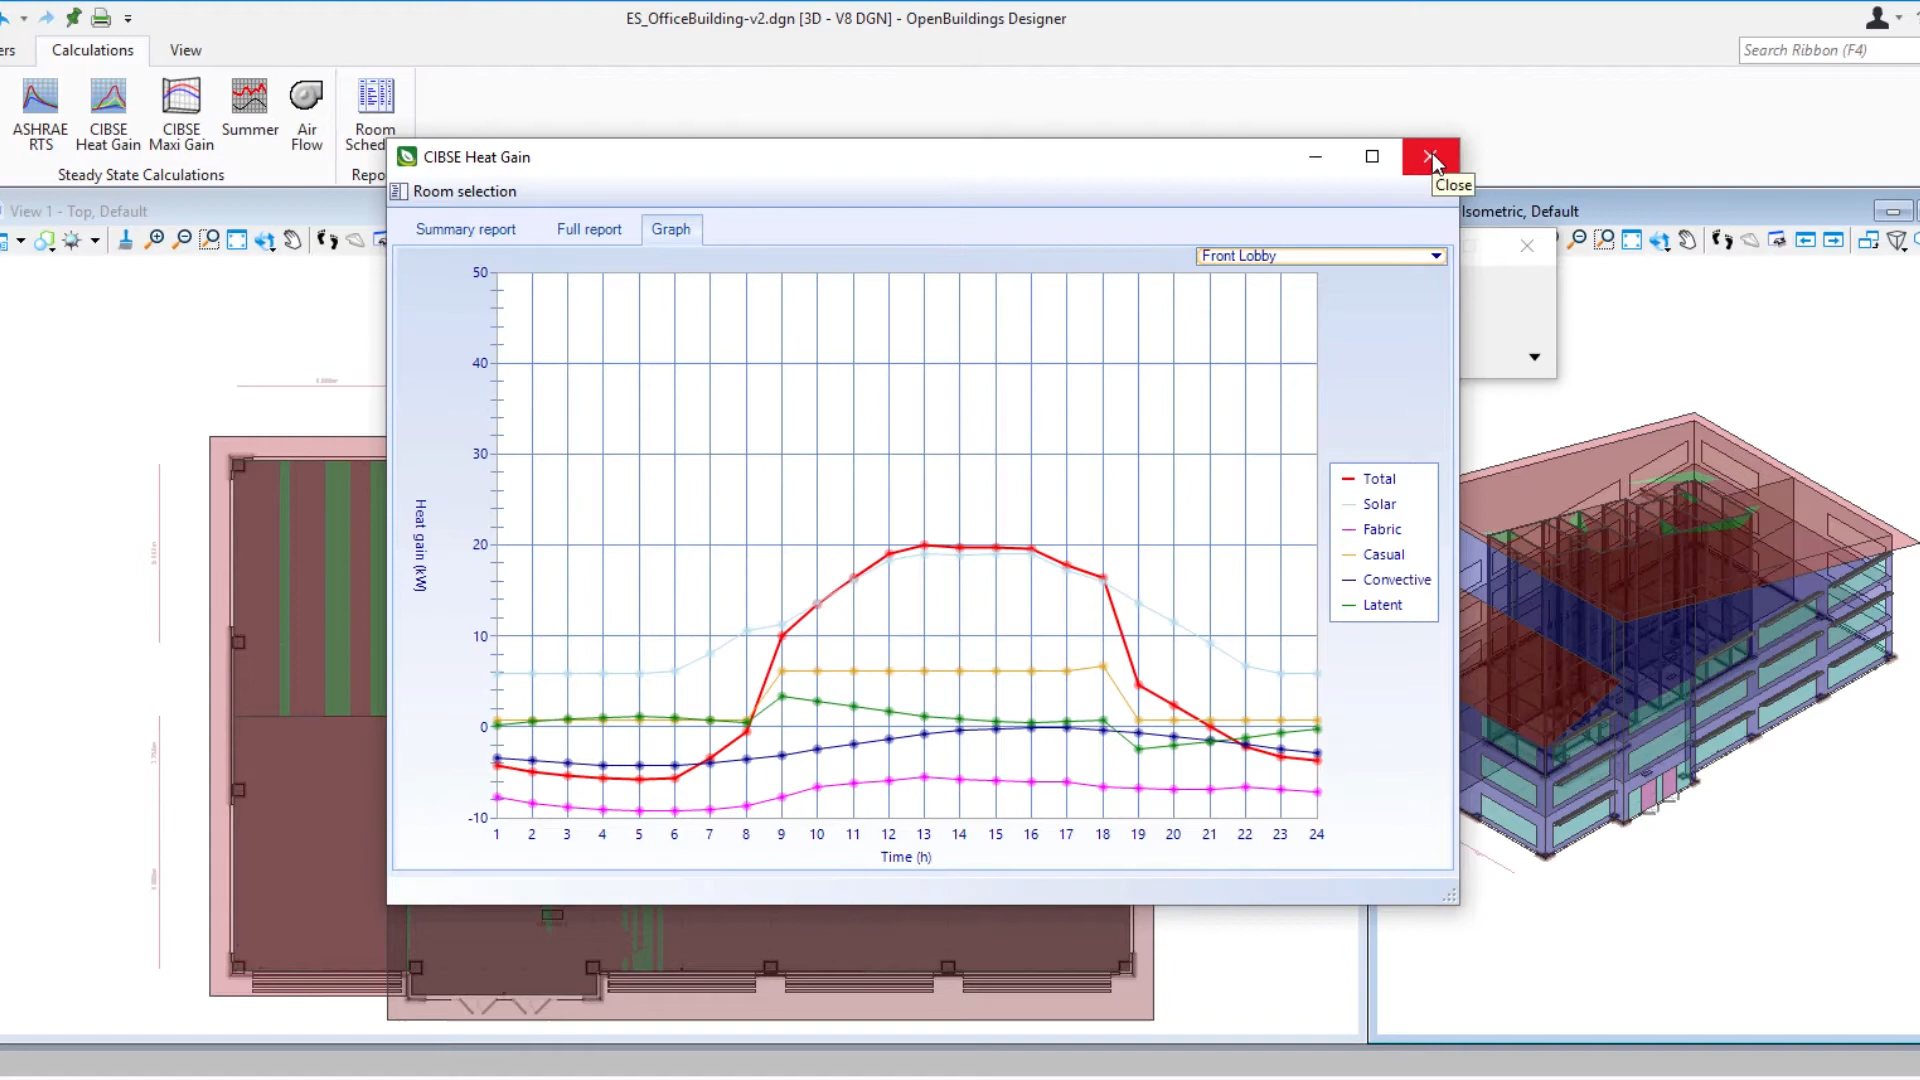 ES_OfficeBuilding-v2.dgn [3D - V8 DGN] - OpenBuildings Designer
ers
Calculations
View
Search Ribbon (F4)
ASHRAE RTS
CIBSE Heat Gain
CIBSE Maxi Gain
Summer
Air Flow
Room Sched
Steady State Calculations
Repo
CIBSE Heat Gain
Close
Room selection
View 1 - Top, Default
Isometric, Default
Summary report
Full report
Graph
Front Lobby
50
40
30
20
10
0
-10
Heat gain (kW)
Total
Solar
Fabric
Casual
Convective
Latent
1 2 3 4 5 6 7 8 9 10 11 12 13 14 15 16 17 18 19 20 21 22 23 24
Time (h)